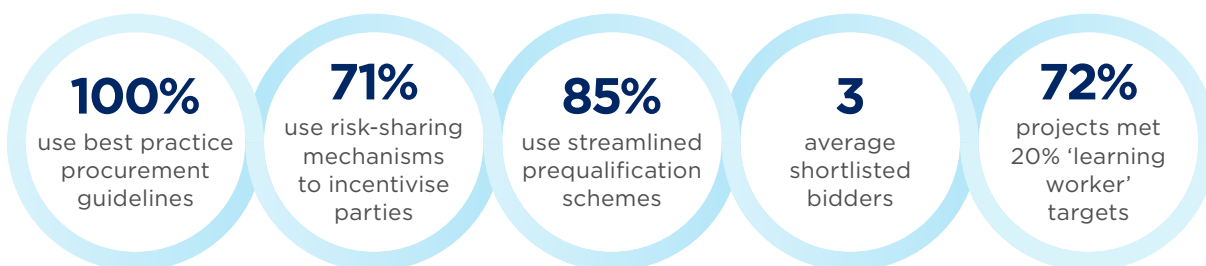 100%
use best practice
procurement
guidelines
71%
use risk-sharing
mechanisms
to incentivise
parties
85%
use streamlined
prequalification
schemes
3
average
shortlisted
bidders
72%
projects met
20% ‘learning
worker’
targets